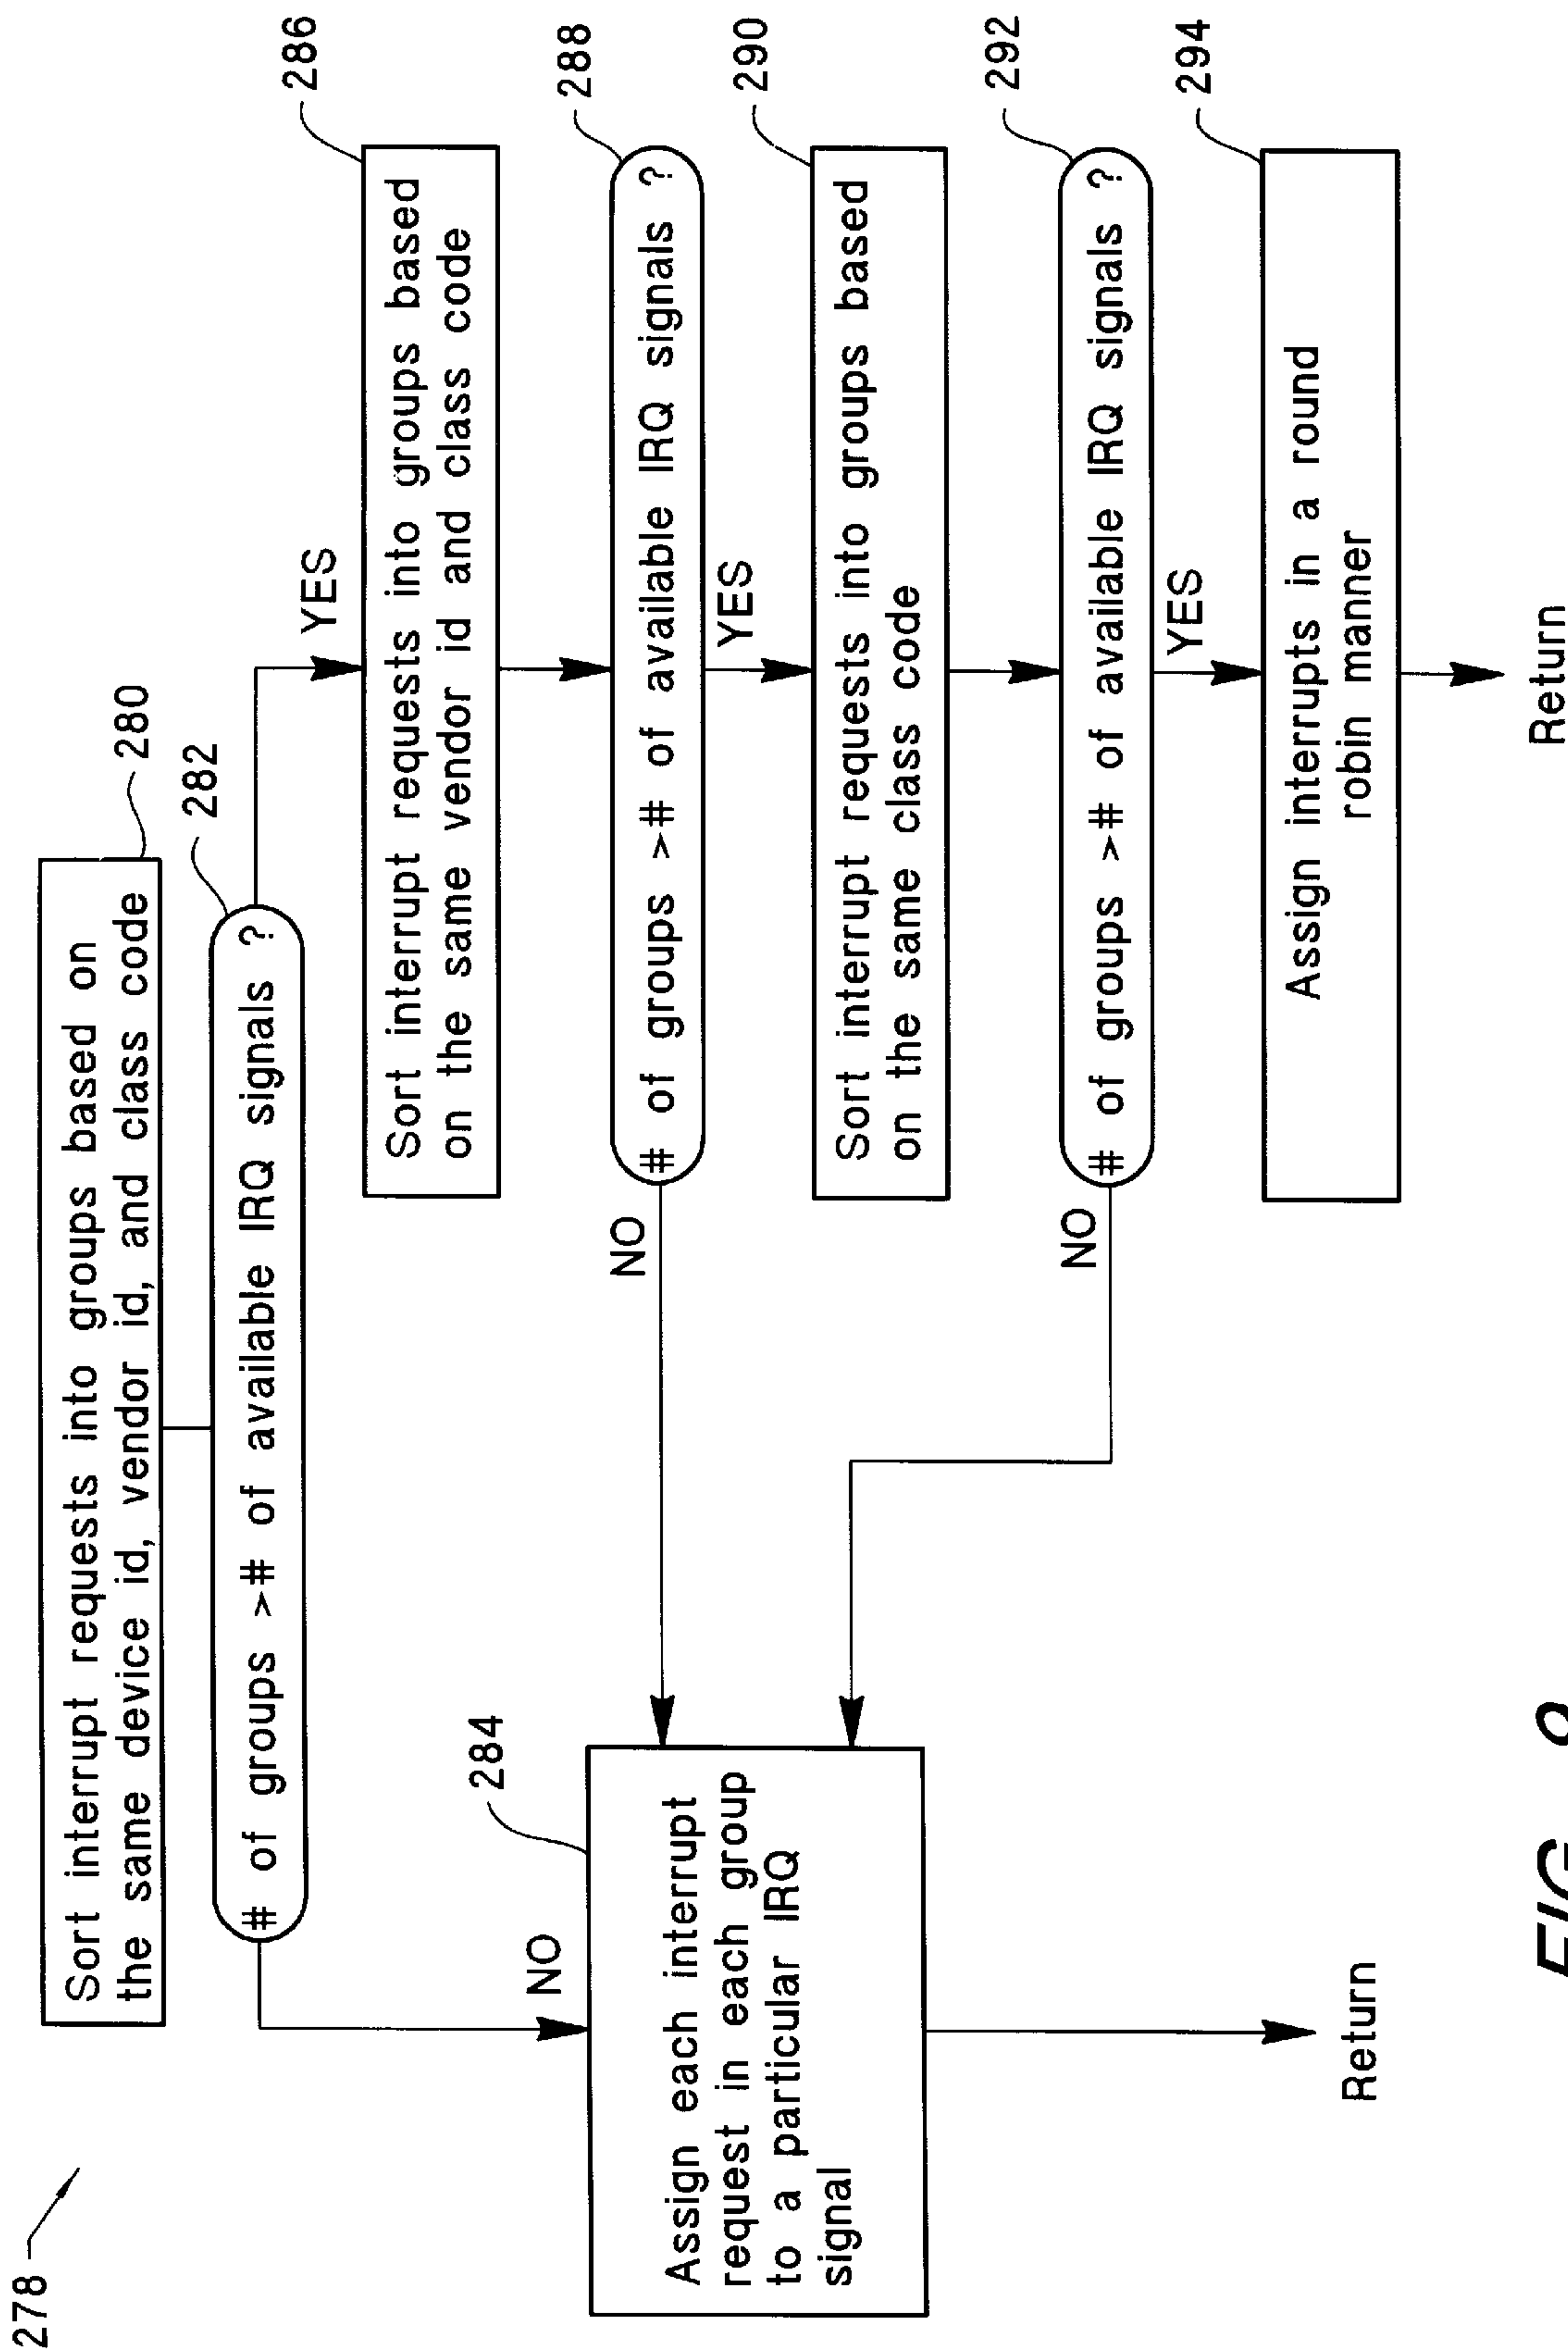 278
Sort interrupt requests into groups based on
the same device id, vendor id, and class code
280
# of groups ># of available IRQ signals ?
282
YES
NO
Sort interrupt requests into groups based
on the same vendor id and class code
286
# of groups ># of available IRQ signals ?
288
NO
YES
284
Assign each interrupt
request in each group
to a particular IRQ
signal
Sort interrupt requests into groups based
on the same class code
290
# of groups ># of available IRQ signals ?
292
NO
YES
Assign interrupts in a round
robin manner
294
Return
Return
FIG.